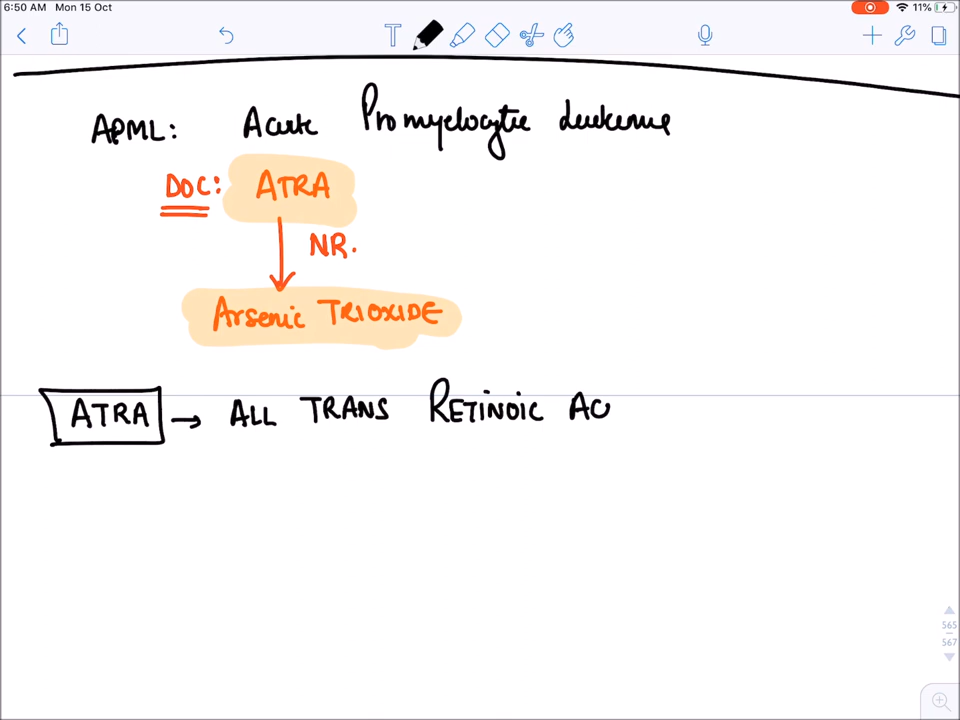 6:50 AM Mon 15 Oct 11%
T
APML: Acute Promyelocytic Leukemia
DOC: ATRA
NR.
Arsenic TRIOXIDE
ATRA → ALL TRANS RETINOIC AC
565
567